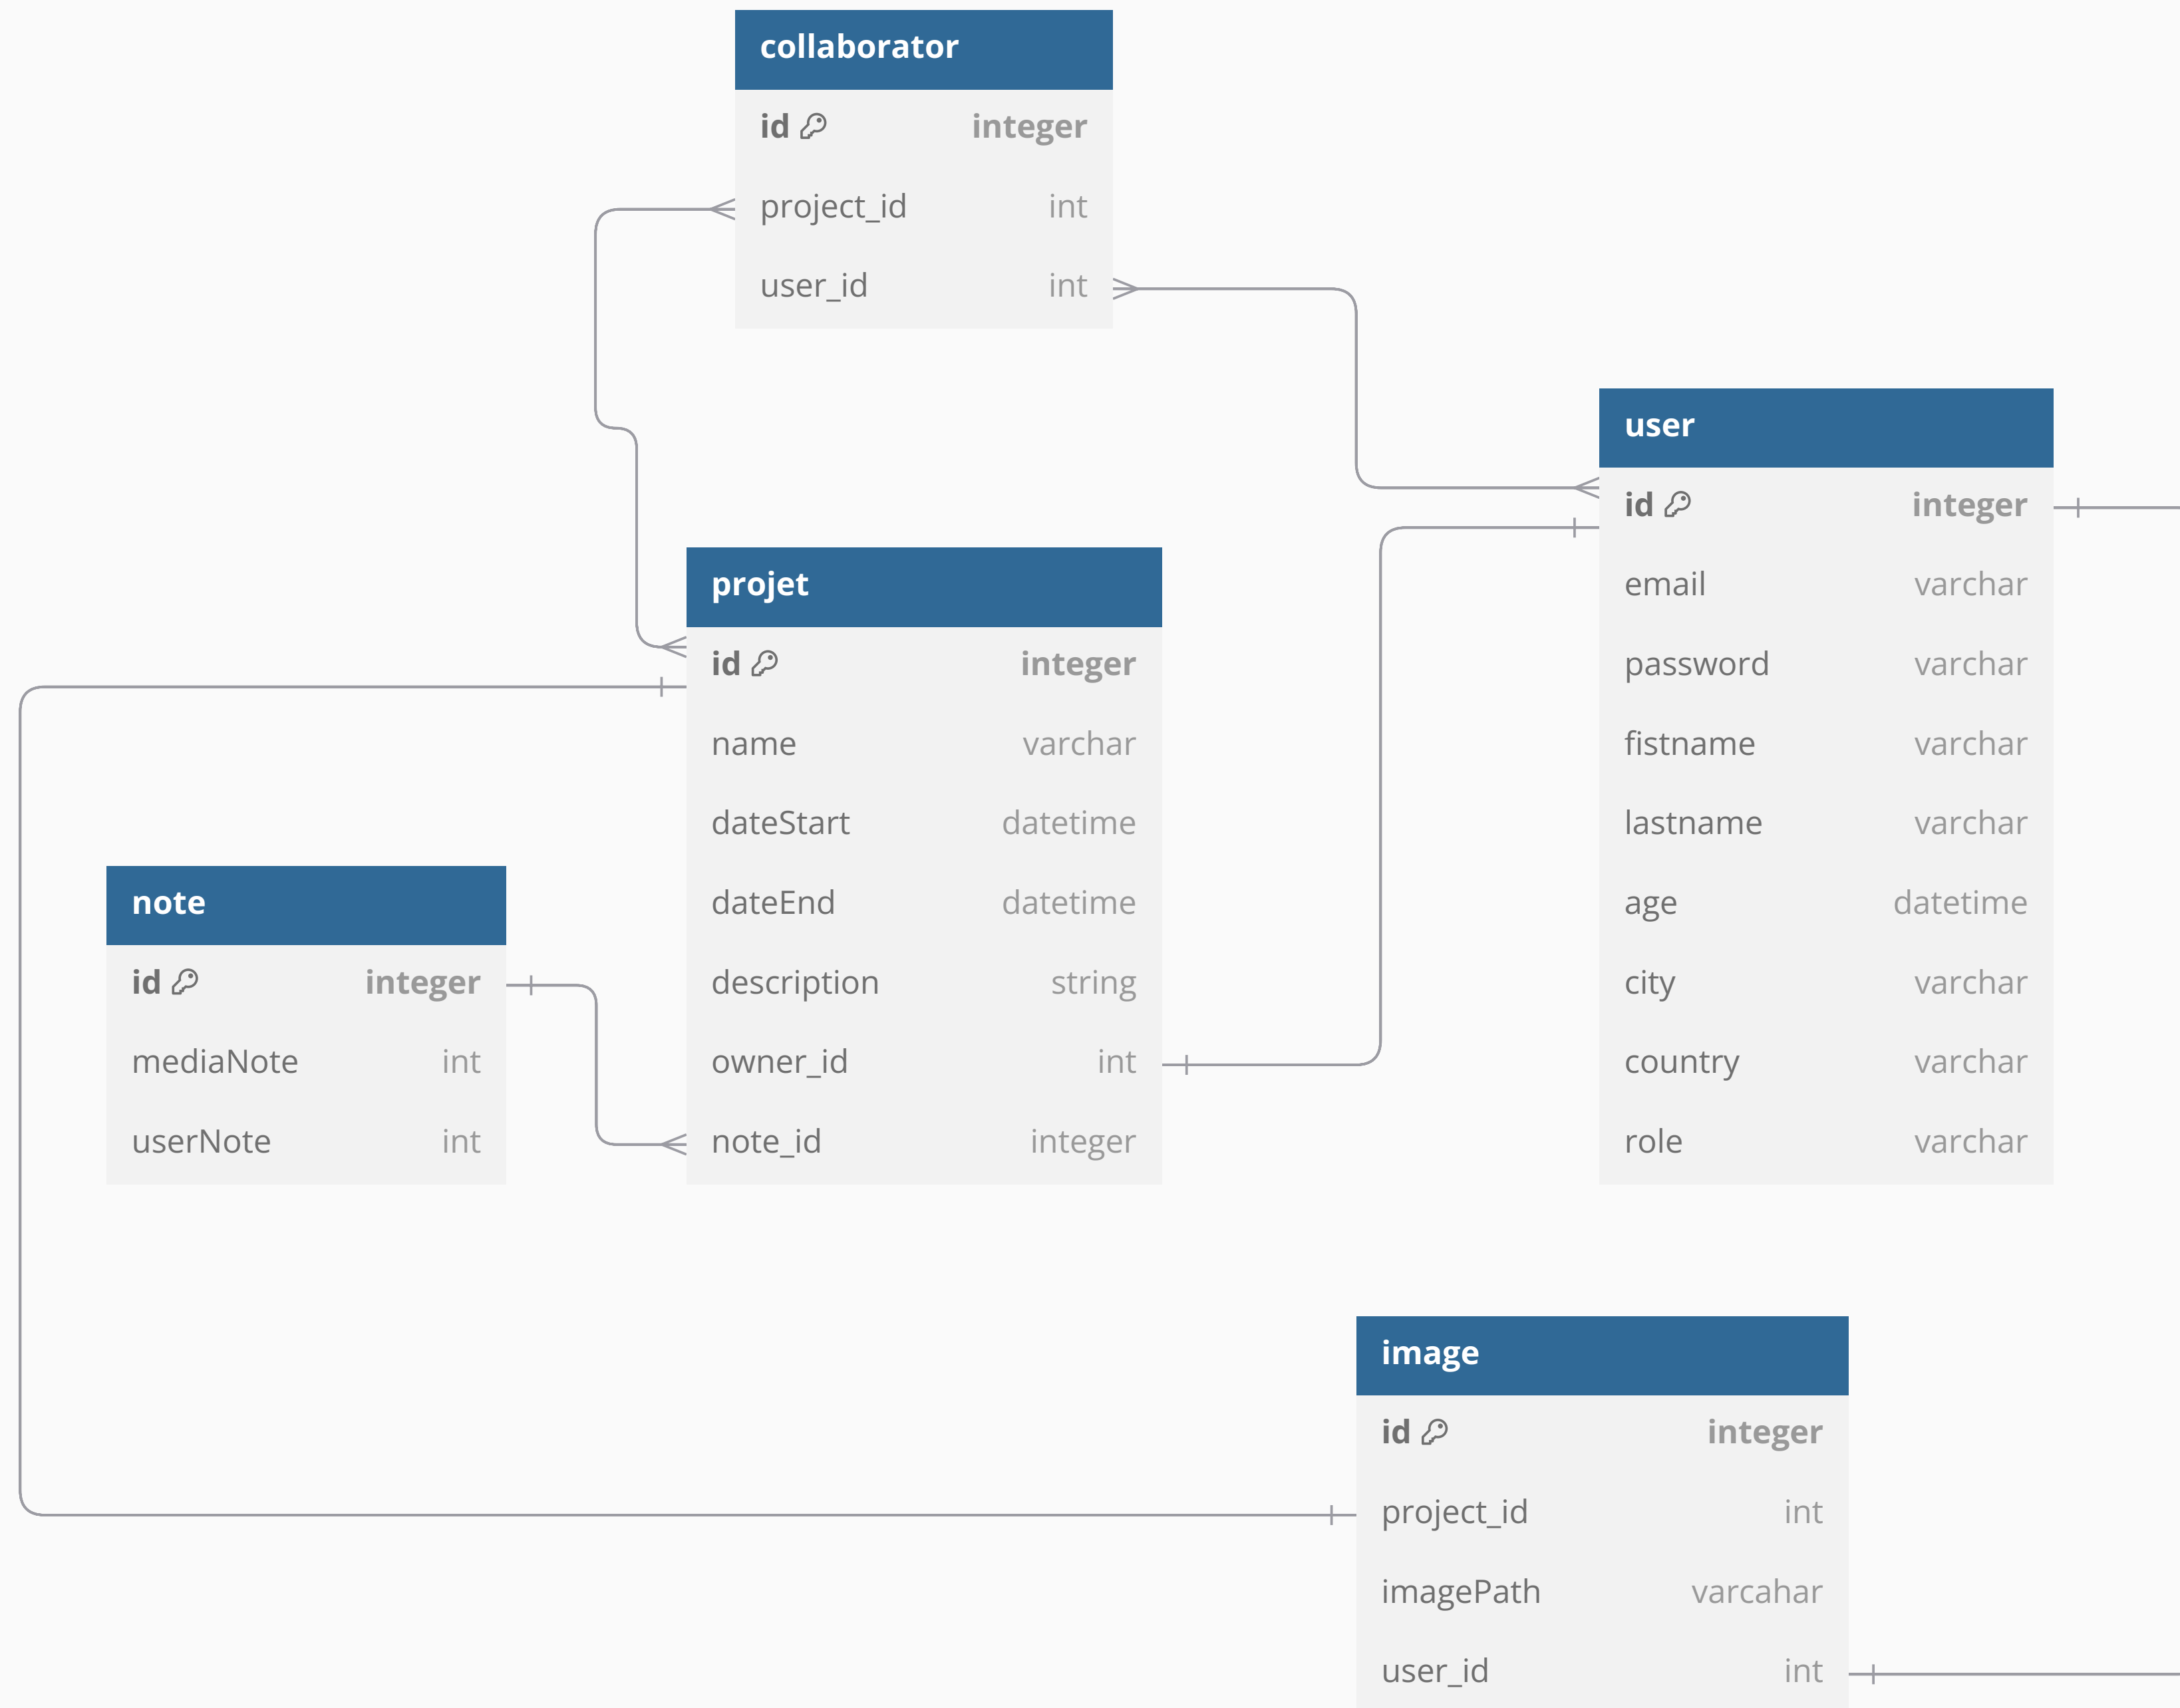 collaborator
id integer
project_id int
user_id int
user
id integer
email varchar
password varchar
fistname varchar
lastname varchar
age datetime
city varchar
country varchar
role varchar
projet
id integer
name varchar
dateStart datetime
dateEnd datetime
description string
owner_id int
note_id integer
note
id integer
mediaNote int
userNote int
image
id integer
project_id int
imagePath varcahar
user_id int